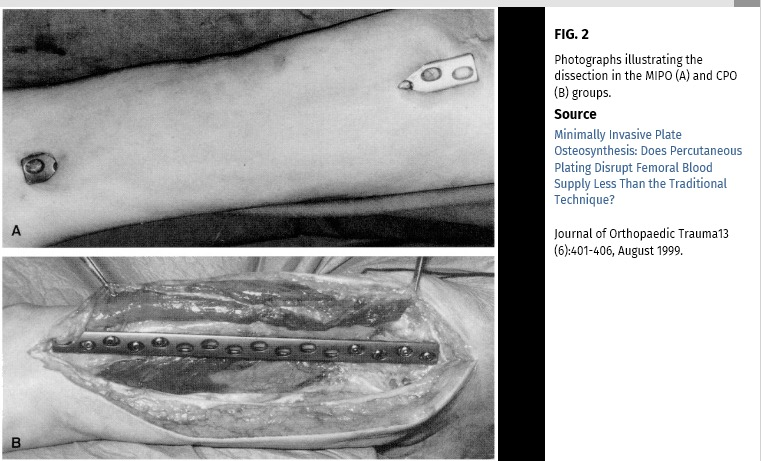 FIG. 2
Photographs illustrating the
dissection in the MIPO (A) and CPO
(B) groups.
Source
Minimally Invasive Plate
Osteosynthesis: Does Percutaneous
Plating Disrupt Femoral Blood
Supply Less Than the Traditional
Technique?
Journal of Orthopaedic Trauma13
(6):401-406, August 1999.
A
B